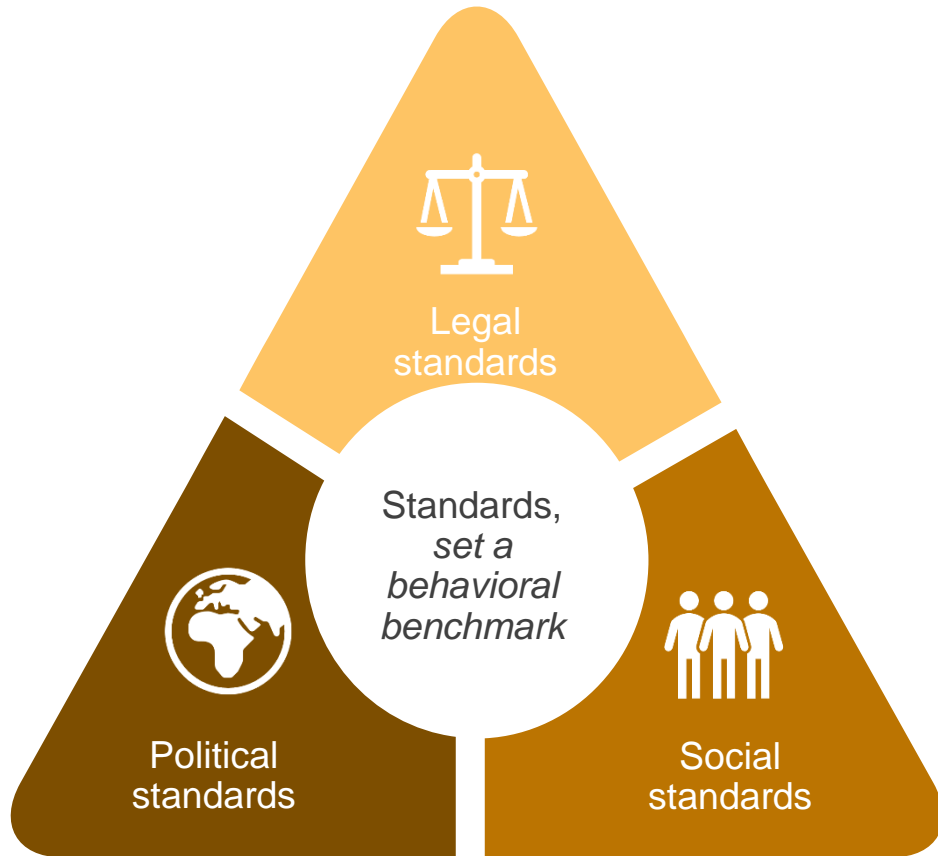 Legal
standards
Standards,
set a
behavioral
benchmark
Political
standards
Social
standards